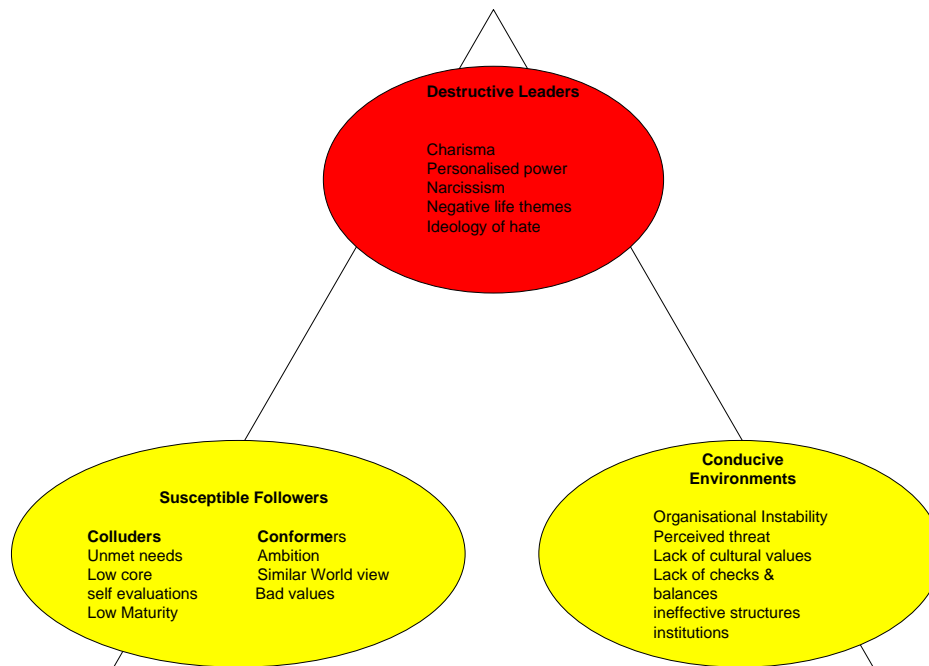 Destructive Leaders
Charisma
Personalised power
Narcissism
Negative life themes
Ideology of hate
Susceptible Followers
Colluders
Unmet needs
Low core
self evaluations
Low Maturity
Conformers
Ambition
Similar World view
Bad values
Conducive
Environments
Organisational Instability
Perceived threat
Lack of cultural values
Lack of checks &
balances
ineffective structures
institutions